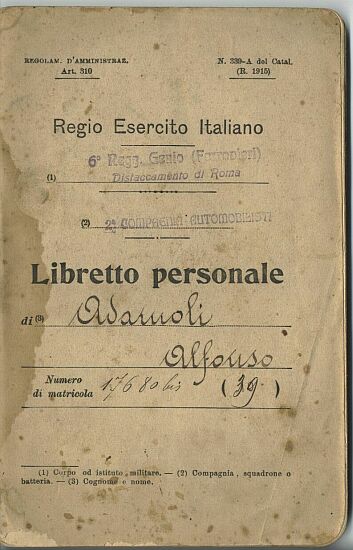 REGOLAM. D'AMMINISTRAZ. N. 339-A del Catal.
Art. 310 (R. 1915)
Regio Esercito Italiano
6° Regg. Genio (Ferrovieri)
(1) Distaccamento di Roma
(2) 2ª COMPAGNIA AUTOMOBILISTI
Libretto personale
di (3) Adamoli
Alfonso
Numero
di matricola 17680 bis (39)
(1) Corpo od istituto militare. — (2) Compagnia, squadrone o
batteria. — (3) Cognome e nome.